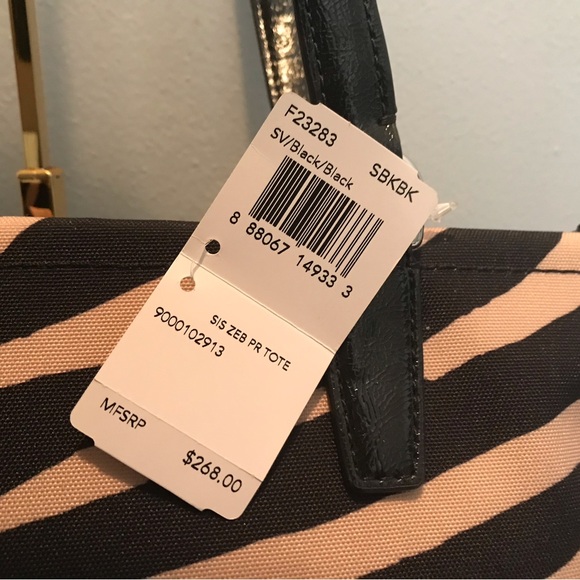 F23283 SBKBK
SV/Black/Black
8 88067 14933 3
SIS ZEB PR TOTE
9000102913
MFSRP $268.00